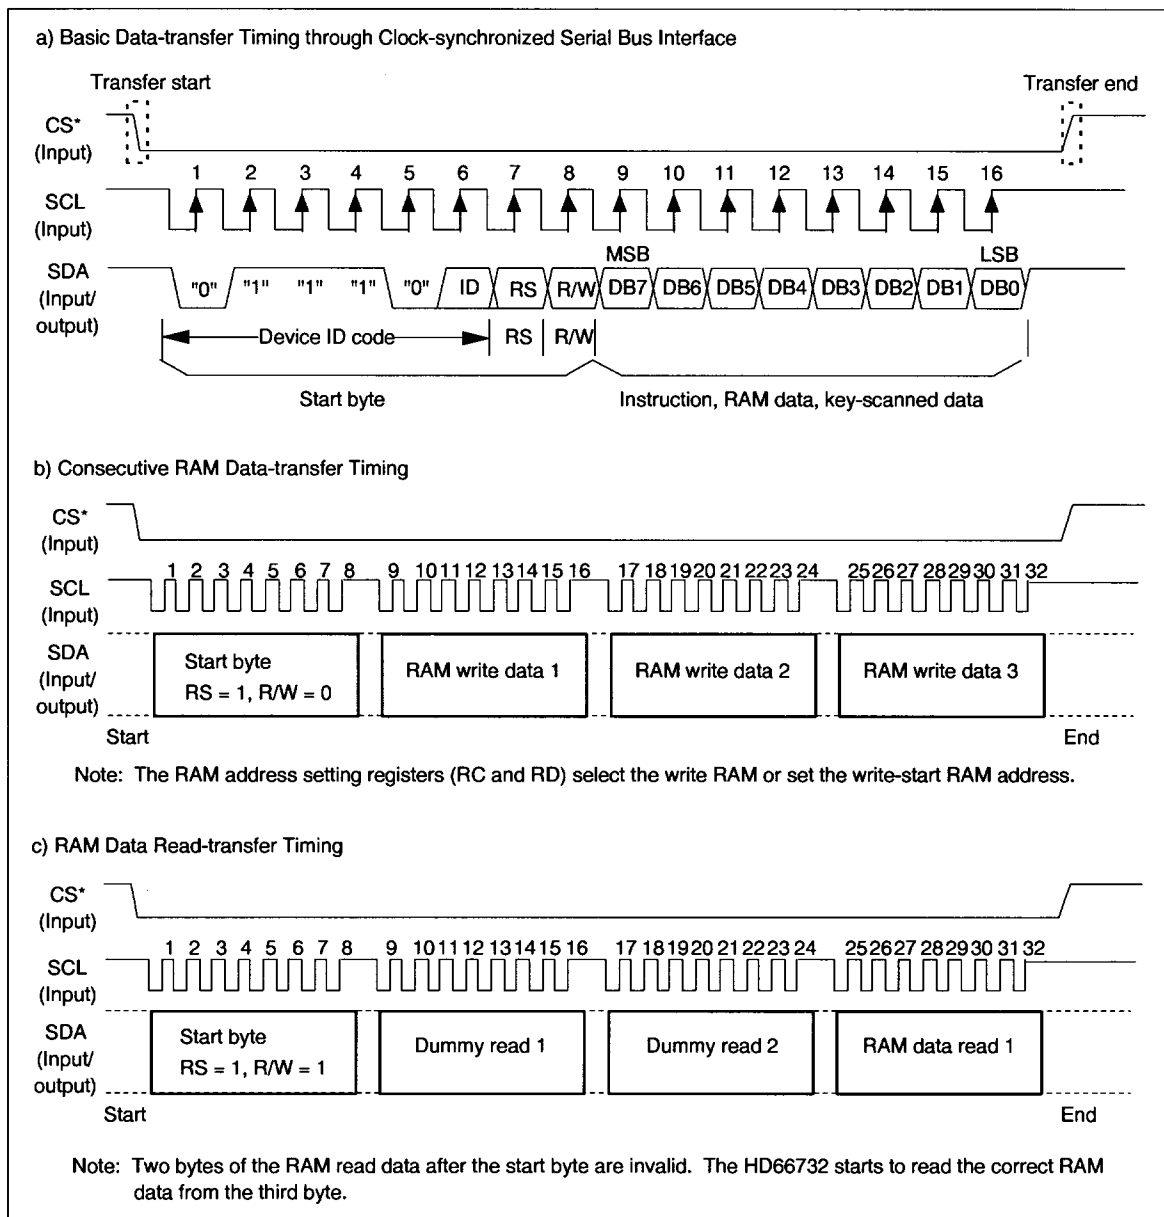 a) Basic Data-transfer Timing through Clock-synchronized Serial Bus Interface
Transfer start
Transfer end
CS*
(Input)
1 2 3 4 5 6 7 8 9 10 11 12 13 14 15 16
SCL
(Input)
MSB LSB
SDA
(Input/
output)
"0" "1" "1" "1" "0" ID RS R/W DB7 DB6 DB5 DB4 DB3 DB2 DB1 DB0
Device ID code RS R/W
Start byte
Instruction, RAM data, key-scanned data
b) Consecutive RAM Data-transfer Timing
CS*
(Input)
1 2 3 4 5 6 7 8 9 10 11 12 13 14 15 16 17 18 19 20 21 22 23 24 25 26 27 28 29 30 31 32
SCL
(Input)
SDA
(Input/
output)
Start byte
RS = 1, R/W = 0
RAM write data 1
RAM write data 2
RAM write data 3
Start
End
Note: The RAM address setting registers (RC and RD) select the write RAM or set the write-start RAM address.
c) RAM Data Read-transfer Timing
CS*
(Input)
1 2 3 4 5 6 7 8 9 10 11 12 13 14 15 16 17 18 19 20 21 22 23 24 25 26 27 28 29 30 31 32
SCL
(Input)
SDA
(Input/
output)
Start byte
RS = 1, R/W = 1
Dummy read 1
Dummy read 2
RAM data read 1
Start
End
Note: Two bytes of the RAM read data after the start byte are invalid. The HD66732 starts to read the correct RAM
data from the third byte.